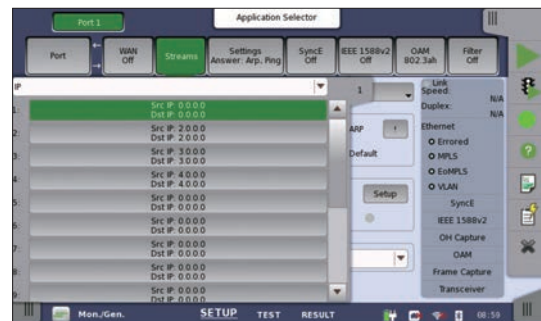 Port 1
Application Selector
Port
WAN
Off
Streams
Settings
Answer: Arp, Ping
SyncE
Off
IEEE 1588v2
Off
OAM
802.3ah
Filter
Off
IP
1
Link
Speed:
N/A
Duplex:
N/A
1:
Src IP: 0.0.0.0
Dst IP: 0.0.0.0
2:
Src IP: 2.0.0.0
Dst IP: 2.0.0.0
3:
Src IP: 3.0.0.0
Dst IP: 3.0.0.0
4:
Src IP: 4.0.0.0
Dst IP: 4.0.0.0
5:
Src IP: 0.0.0.0
Dst IP: 0.0.0.0
6:
Src IP: 0.0.0.0
Dst IP: 0.0.0.0
7:
Src IP: 0.0.0.0
Dst IP: 0.0.0.0
8:
Src IP: 0.0.0.0
Dst IP: 0.0.0.0
9:
Src IP: 0.0.0.0
Dst IP: 0.0.0.0
ARP
Default
Setup
Ethernet
Errored
MPLS
EoMPLS
VLAN
SyncE
IEEE 1588v2
OH Capture
OAM
Frame Capture
Transceiver
Mon./Gen.
SETUP
TEST
RESULT
08:59